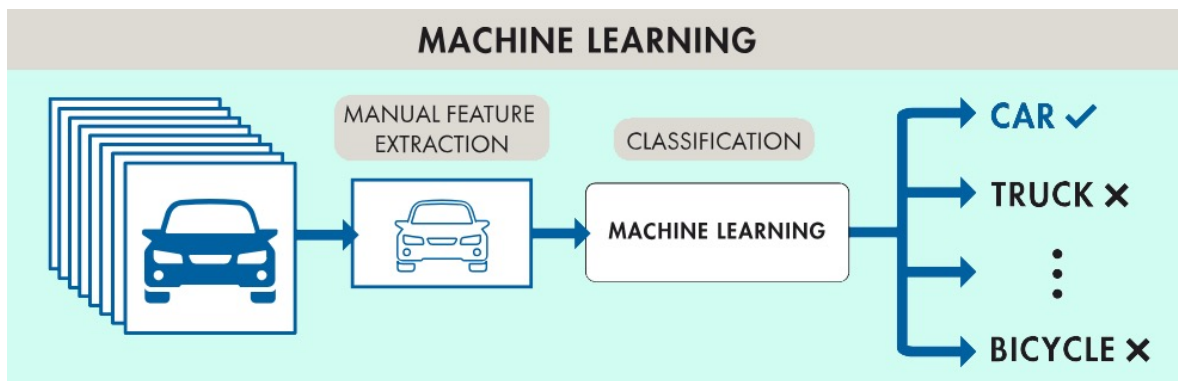 MACHINE LEARNING
MANUAL FEATURE
EXTRACTION
CLASSIFICATION
MACHINE LEARNING
CAR ✓
TRUCK ✕
⋮
BICYCLE ✕